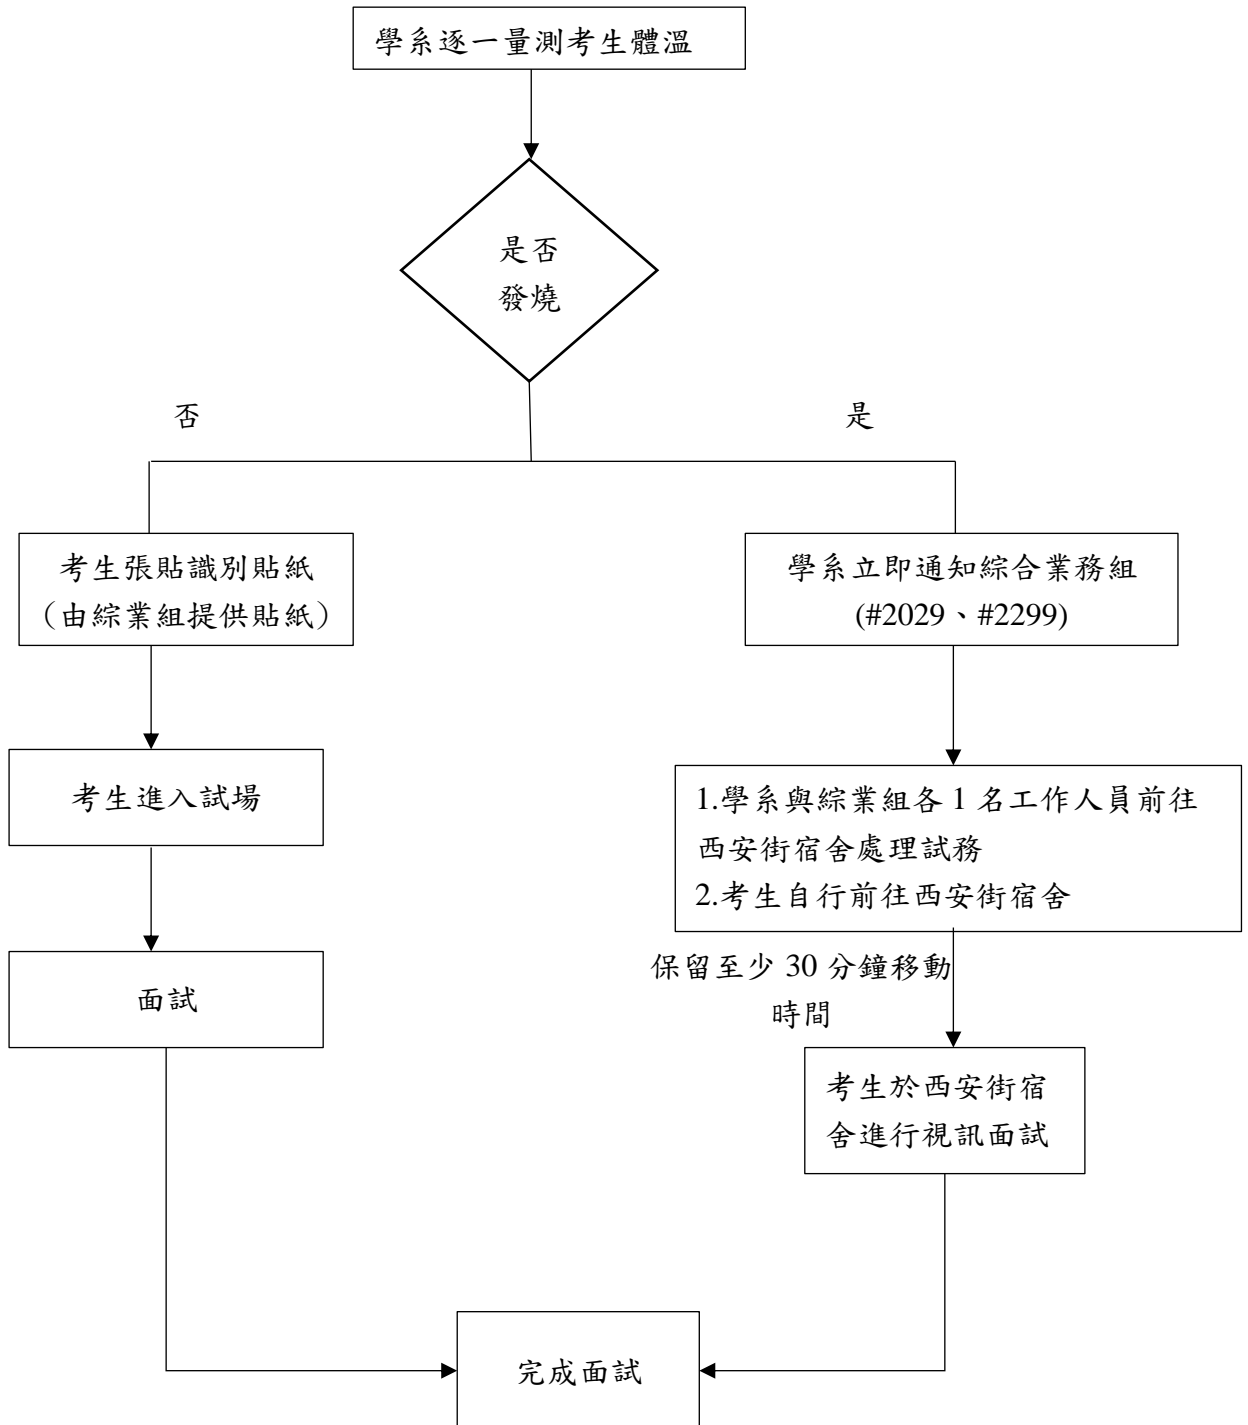 學系逐一量測考生體溫
是否
發燒
否
是
考生張貼識別貼紙
（由綜業組提供貼紙）
學系立即通知綜合業務組
(#2029、#2299)
考生進入試場
1.學系與綜業組各 1 名工作人員前往
西安街宿舍處理試務
2.考生自行前往西安街宿舍
面試
保留至少 30 分鐘移動
時間
考生於西安街宿
舍進行視訊面試
完成面試